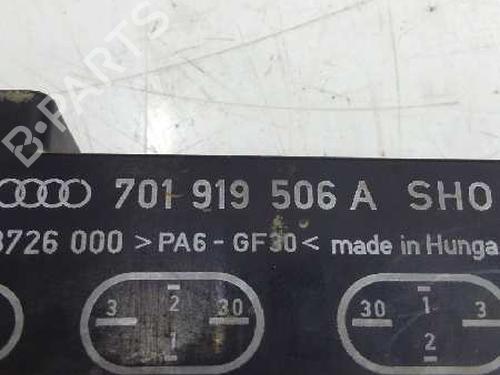 B-PARTS
701 919 506 A SHO
8726 000 >PA6-GF30< made in Hunga
2 1
3 30 30 3
1 2